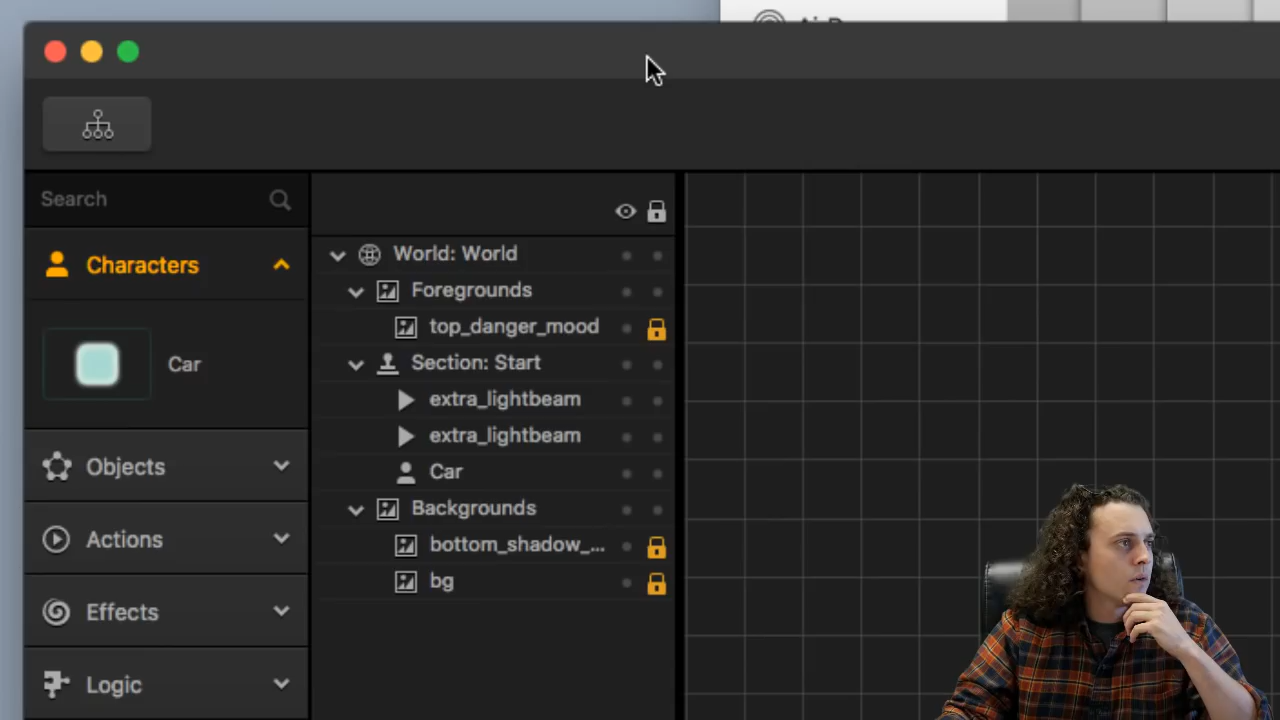 Search
Characters
Car
Objects
Actions
Effects
Logic
World: World
Foregrounds
top_danger_mood
Section: Start
extra_lightbeam
extra_lightbeam
Car
Backgrounds
bottom_shadow_...
bg